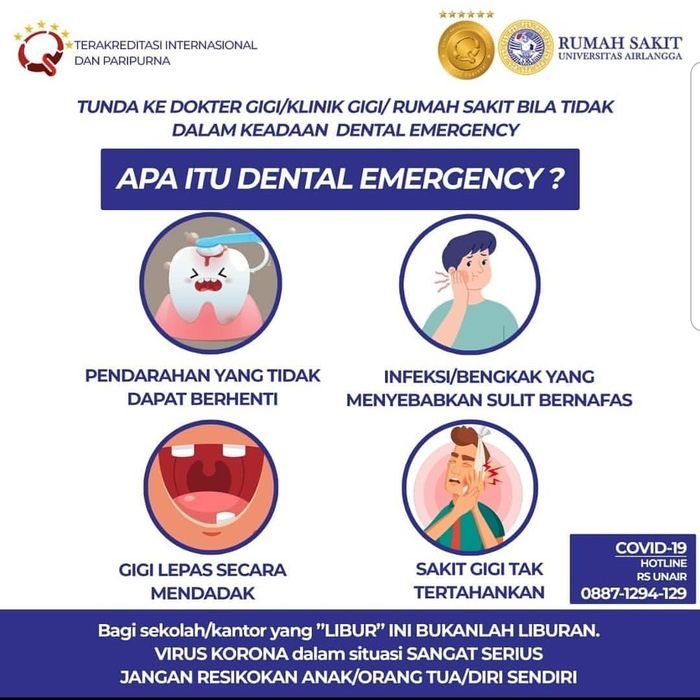 TERAKREDITASI INTERNASIONAL
DAN PARIPURNA
RUMAH SAKIT
UNIVERSITAS AIRLANGGA
TUNDA KE DOKTER GIGI/KLINIK GIGI/ RUMAH SAKIT BILA TIDAK
DALAM KEADAAN DENTAL EMERGENCY
APA ITU DENTAL EMERGENCY ?
PENDARAHAN YANG TIDAK
DAPAT BERHENTI
INFEKSI/BENGKAK YANG
MENYEBABKAN SULIT BERNAFAS
GIGI LEPAS SECARA
MENDADAK
SAKIT GIGI TAK
TERTAHANKAN
COVID-19
HOTLINE
RS UNAIR
0887-1294-129
Bagi sekolah/kantor yang ”LIBUR” INI BUKANLAH LIBURAN.
VIRUS KORONA dalam situasi SANGAT SERIUS
JANGAN RESIKOKAN ANAK/ORANG TUA/DIRI SENDIRI